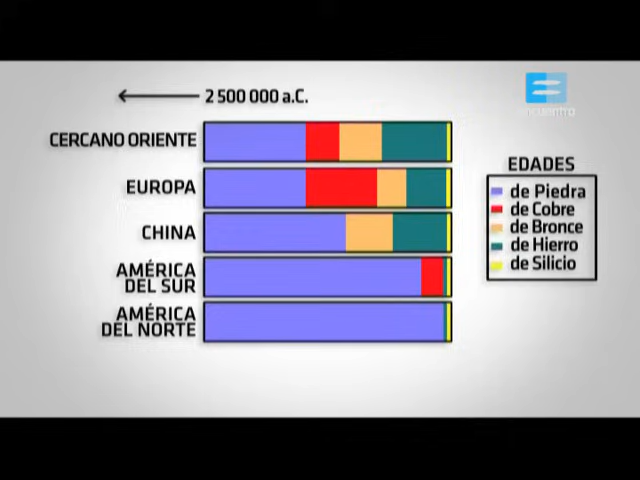 2 500 000 a.C.
CERCANO ORIENTE
EUROPA
CHINA
AMÉRICA
DEL SUR
AMÉRICA
DEL NORTE
EDADES
de Piedra
de Cobre
de Bronce
de Hierro
de Silicio